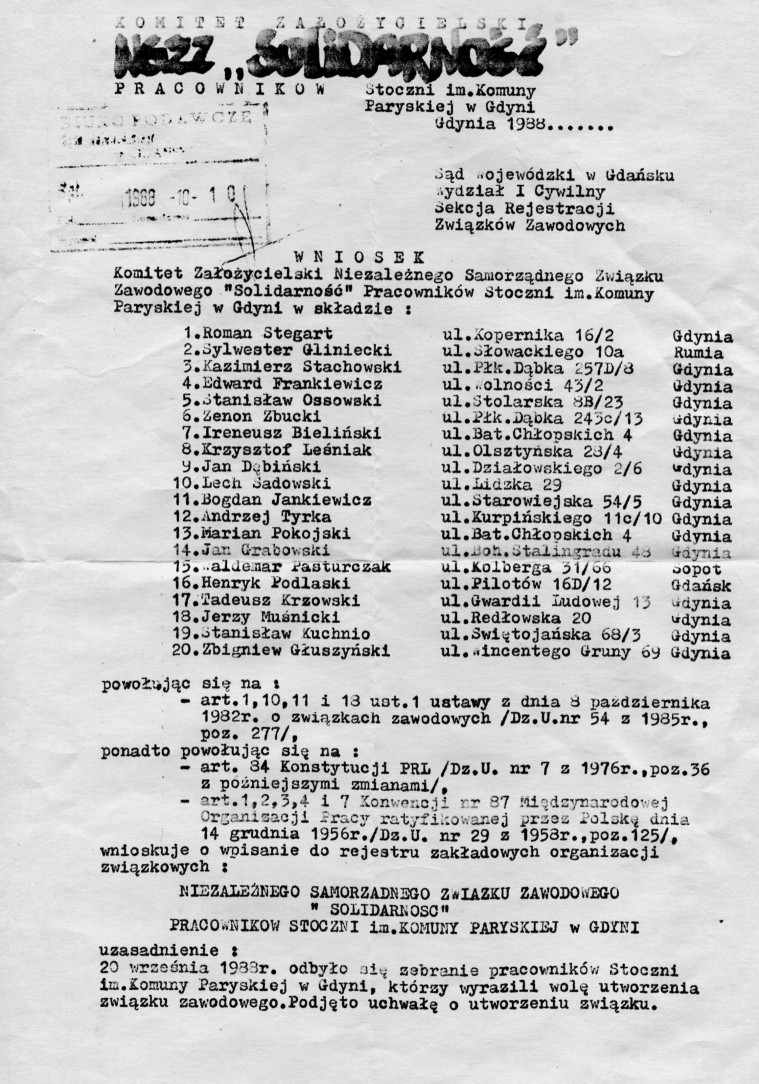 KOMITET ZAŁOŻYCIELSKI
NSZZ „SOLIDARNOŚĆ”
PRACOWNIKOW Stoczni im.Komuny
Paryskiej w Gdyni
Gdynia 1988.......
BIURO PODAWCZE
1988 -10- 1 0
Sąd Wojewódzki w Gdańsku
Wydział I Cywilny
Sekcja Rejestracji
Związków Zawodowych
WNIOSEK
Komitet Założycielski Niezależnego Samorządnego Związku
Zawodowego "Solidarność" Pracowników Stoczni im.Komuny
Paryskiej w Gdyni w składzie :
1.Roman Stegart ul.Kopernika 16/2 Gdynia
2.Sylwester Gliniecki ul.Słowackiego 10a Rumia
3.Kazimierz Stachowski ul.Płk.Dąbka 257D/8 Gdynia
4.Edward Frankiewicz ul.Wolności 43/2 Gdynia
5.Stanisław Ossowski ul.Stolarska 8B/23 Gdynia
6.Zenon Zbucki ul.Płk.Dąbka 243c/13 Gdynia
7.Ireneusz Bieliński ul.Bat.Chłopskich 4 Gdynia
8.Krzysztof Leśniak ul.Olsztyńska 28/4 Gdynia
9.Jan Dębiński ul.Działowskiego 2/6 Gdynia
10.Lech Sadowski ul.Lidzka 29 Gdynia
11.Bogdan Jankiewicz ul.Starowiejska 54/5 Gdynia
12.Andrzej Tyrka ul.Kurpińskiego 11c/10 Gdynia
13.Marian Pokojski ul.Bat.Chłopskich 4 Gdynia
14.Jan Grabowski ul.Boh.Stalingradu 48 Gdynia
15.Waldemar Pasturczak ul.Kolberga 31/66 Sopot
16.Henryk Podlaski ul.Pilotów 16D/12 Gdańsk
17.Tadeusz Krzowski ul.Gwardii Ludowej 13 Gdynia
18.Jerzy Muśnicki ul.Redłowska 20 Gdynia
19.Stanisław Kuchnio ul.Świętojańska 68/3 Gdynia
20.Zbigniew Głuszyński ul.Wincentego Gruny 69 Gdynia
powołując się na :
- art.1,10,11 i 18 ust.1 ustawy z dnia 8 października
1982r. o związkach zawodowych /Dz.U.nr 54 z 1985r.,
poz. 277/,
ponadto powołując się na :
- art. 84 Konstytucji PRL /Dz.U. nr 7 z 1976r.,poz.36
z późniejszymi zmianami/,
- art.1,2,3,4 i 7 Konwencji nr 87 Międzynarodowej
Organizacji Pracy ratyfikowanej przez Polskę dnia
14 grudnia 1956r./Dz.U. nr 29 z 1958r.,poz.125/,
wnioskuje o wpisanie do rejestru zakładowych organizacji
związkowych :
NIEZALEŻNEGO SAMORZADNEGO ZWIAZKU ZAWODOWEGO
" SOLIDARNOSC"
PRACOWNIKOW STOCZNI im.KOMUNY PARYSKIEJ w GDYNI
uzasadnienie :
20 września 1988r. odbyło się zebranie pracowników Stoczni
im.Komuny Paryskiej w Gdyni, którzy wyrazili wolę utworzenia
związku zawodowego.Podjęto uchwałę o utworzeniu związku.